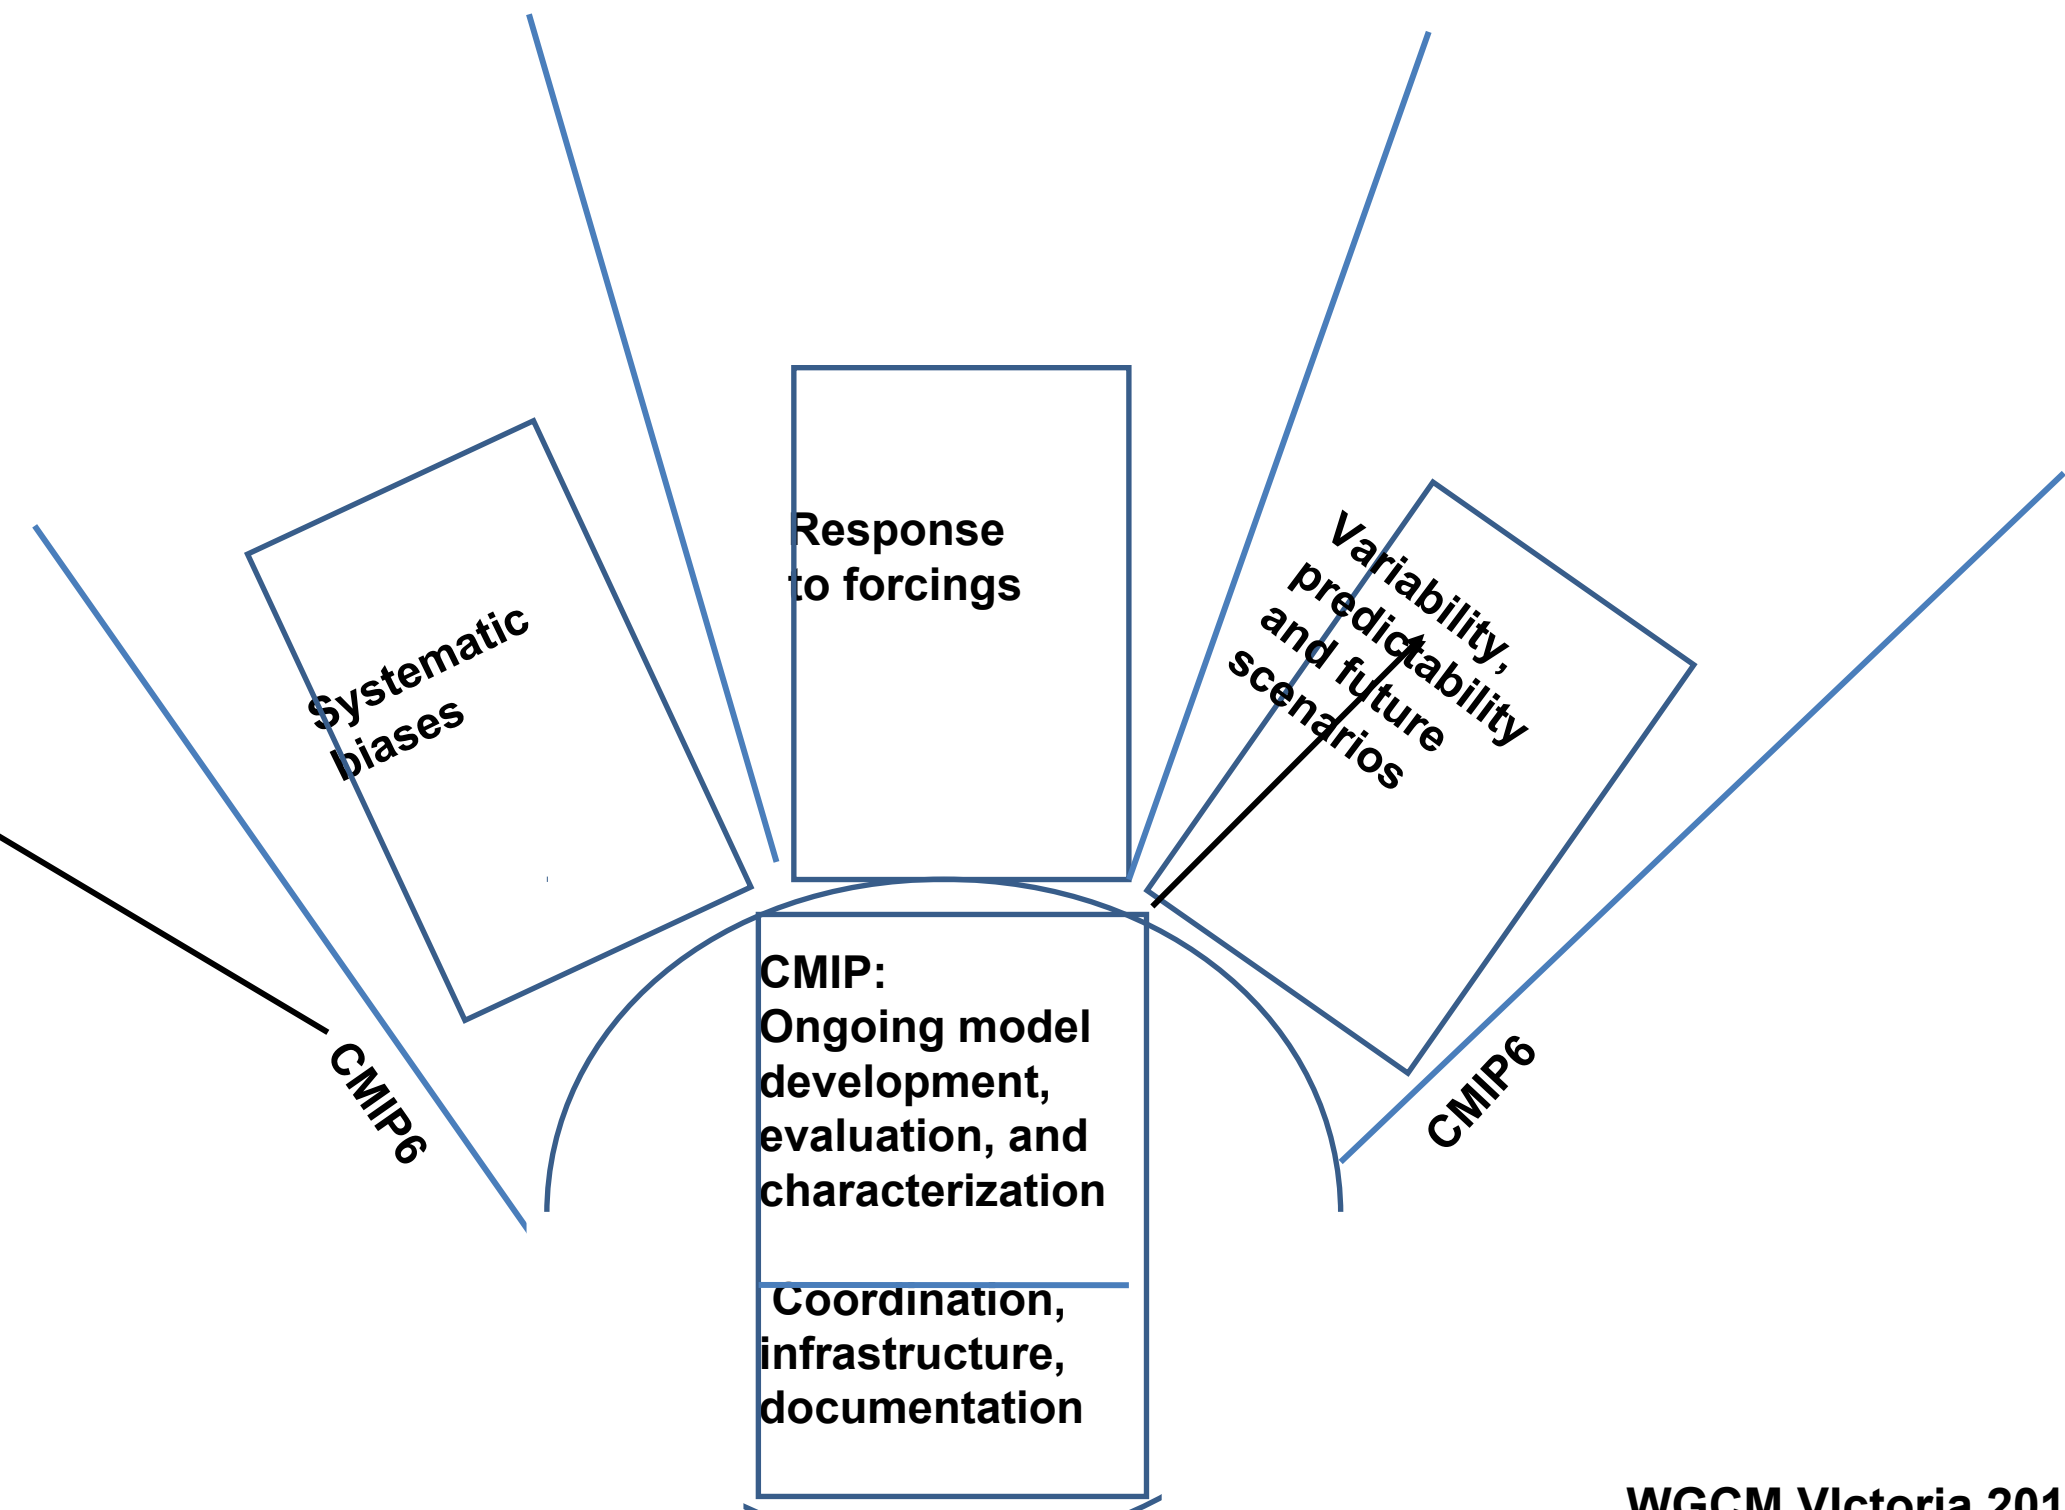 Response
to forcings
Systematic
biases
Variability,
predictability
and future
scenarios
CMIP:
Ongoing model
development,
evaluation, and
characterization
Coordination,
infrastructure,
documentation
CMIP6
CMIP6
WGCM VIctoria 201